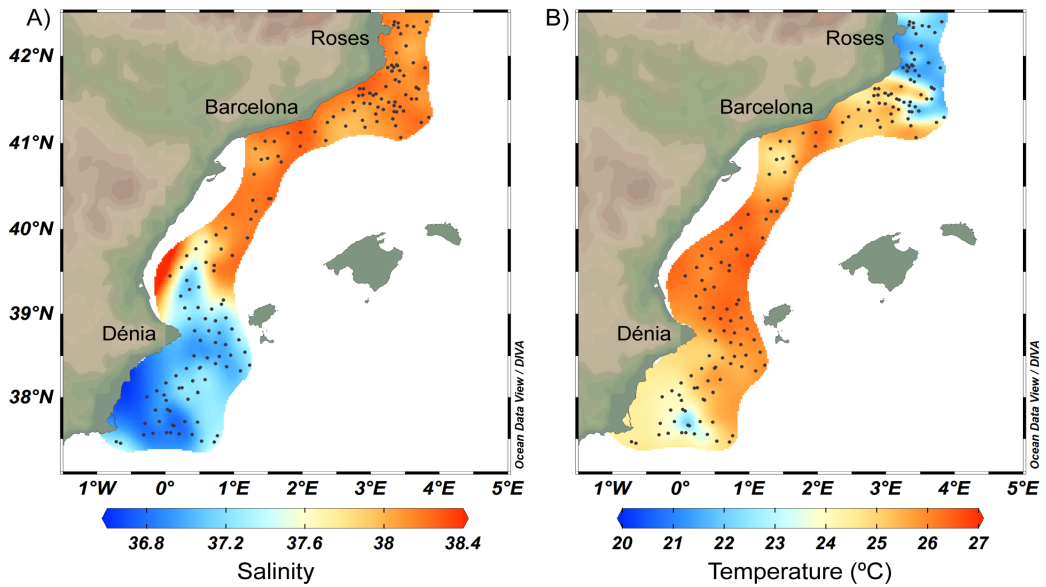 A)
Roses
Barcelona
Dénia
42°N
41°N
40°N
39°N
38°N
1°W 0° 1°E 2°E 3°E 4°E 5°E
Ocean Data View / DIVA
36.8 37.2 37.6 38 38.4
Salinity
B)
Roses
Barcelona
Dénia
42°N
41°N
40°N
39°N
38°N
1°W 0° 1°E 2°E 3°E 4°E 5°E
Ocean Data View / DIVA
20 21 22 23 24 25 26 27
Temperature (ºC)